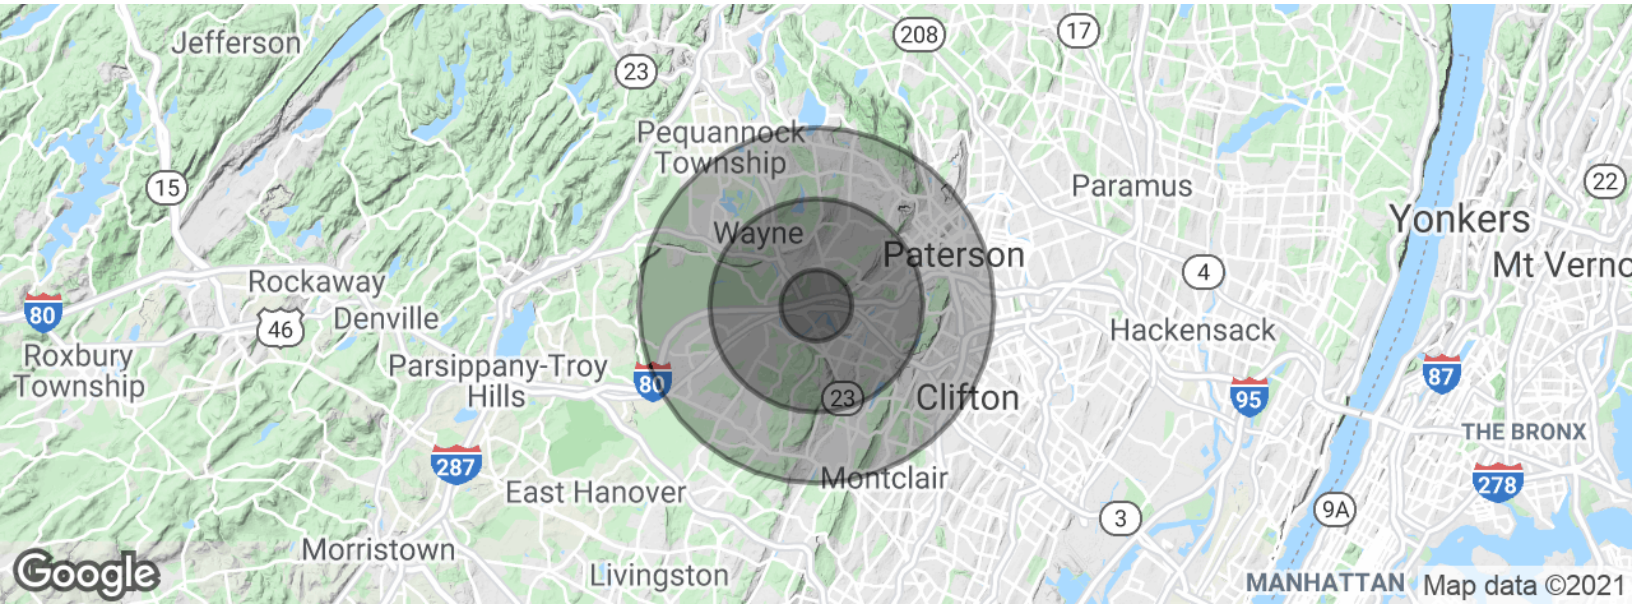 Jefferson
208
17
23
Pequannock
Township
15
Paramus
22
Yonkers
Wayne
Paterson
Mt Verno
Rockaway
4
80
46
Denville
Hackensack
Roxbury
Township
Parsippany-Troy
Hills
80
23
Clifton
95
87
THE BRONX
287
Montclair
278
East Hanover
3
9A
Morristown
Livingston
Google
MANHATTAN
Map data ©2021